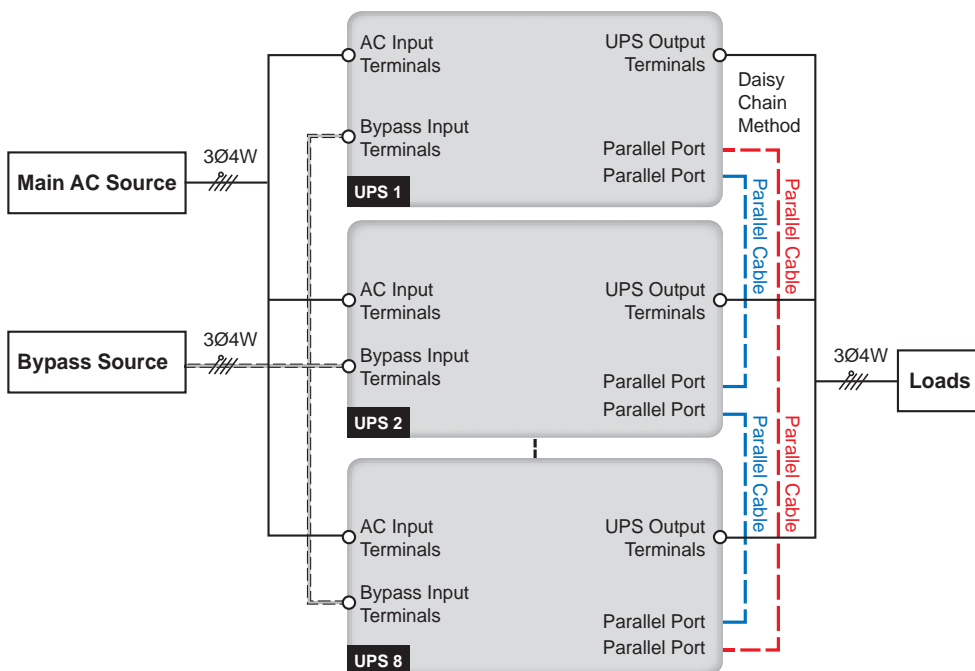 AC Input
Terminals
UPS Output
Terminals
Daisy
Chain
Method
Bypass Input
Terminals
Parallel Port
Parallel Port
UPS 1
3Ø4W
Main AC Source
Parallel Cable
Parallel Cable
AC Input
Terminals
UPS Output
Terminals
3Ø4W
Bypass Source
Bypass Input
Terminals
Parallel Port
Parallel Port
UPS 2
3Ø4W
Loads
Parallel Cable
Parallel Cable
AC Input
Terminals
UPS Output
Terminals
Bypass Input
Terminals
Parallel Port
Parallel Port
UPS 8